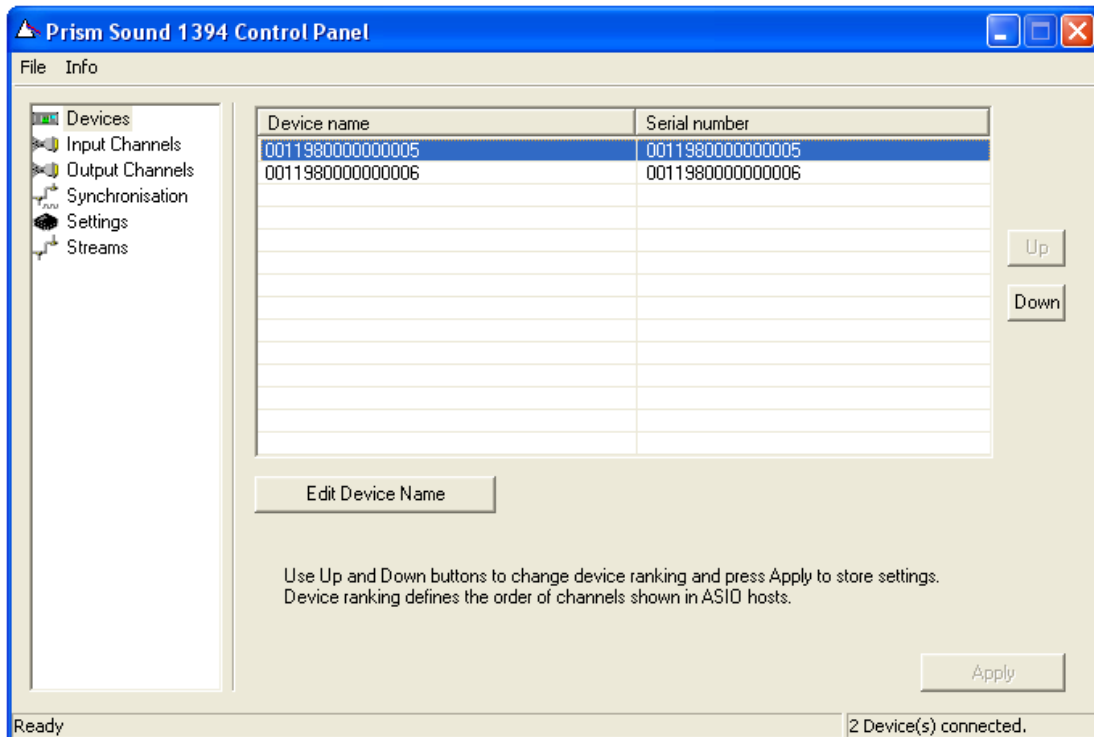 Prism Sound 1394 Control Panel
File Info
Devices
Input Channels
Output Channels
Synchronisation
Settings
Streams
Device name Serial number
0011980000000005 0011980000000005
0011980000000006 0011980000000006
Up
Down
Edit Device Name
Use Up and Down buttons to change device ranking and press Apply to store settings.
Device ranking defines the order of channels shown in ASIO hosts.
Apply
Ready 2 Device(s) connected.